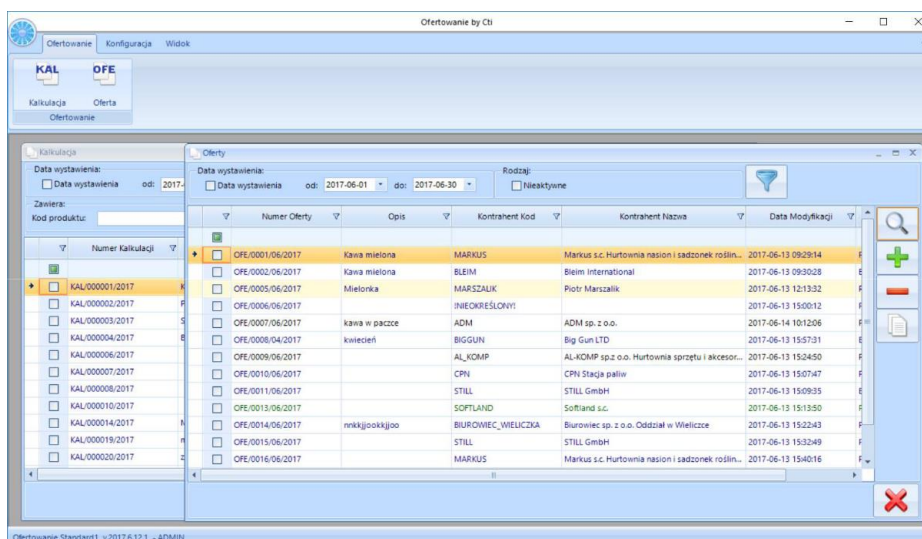 Ofertowanie by Cti
Ofertowanie Konfiguracja Widok
KAL OFE
Kalkulacja Oferta
Ofertowanie
Kalkulacja
Data wystawienia:
Data wystawienia od: 2017-
Zawiera:
Kod produktu:
Numer Kalkulacji
KAL/000001/2017
KAL/000002/2017
KAL/000003/2017
KAL/000004/2017
KAL/000006/2017
KAL/000007/2017
KAL/000008/2017
KAL/000010/2017
KAL/000014/2017
KAL/000019/2017
KAL/000020/2017
Oferty
Data wystawienia: Rodzaj:
Data wystawienia od: 2017-06-01 do: 2017-06-30 Nieaktywne
Numer Oferty Opis Kontrahent Kod Kontrahent Nazwa Data Modyfikacji
OFE/0001/06/2017 Kawa mielona MARKUS Markus s.c. Hurtownia nasion i sadzonek roślin... 2017-06-13 09:29:14
OFE/0002/06/2017 Kawa mielona BLEIM Bleim International 2017-06-13 09:30:28
OFE/0005/06/2017 Mielonka MARSZALIK Piotr Marszalik 2017-06-13 12:13:32
OFE/0006/06/2017 !NIEOKREŚLONY! 2017-06-13 15:00:12
OFE/0007/06/2017 kawa w paczce ADM ADM sp. z o.o. 2017-06-14 10:12:06
OFE/0008/04/2017 kwiecień BIGGUN Big Gun LTD 2017-06-13 15:57:31
OFE/0009/06/2017 AL_KOMP AL-KOMP sp.z o.o. Hurtownia sprzętu i akcesor... 2017-06-13 15:24:50
OFE/0010/06/2017 CPN CPN Stacja paliw 2017-06-13 15:07:47
OFE/0011/06/2017 STILL STILL GmbH 2017-06-13 15:09:35
OFE/0013/06/2017 SOFTLAND Softland s.c. 2017-06-13 15:13:50
OFE/0014/06/2017 nnkkjjookkjjoo BIUROWIEC_WIELICZKA Biurowiec sp. z o.o. Oddział w Wieliczce 2017-06-13 15:22:43
OFE/0015/06/2017 STILL STILL GmbH 2017-06-13 15:32:49
OFE/0016/06/2017 MARKUS Markus s.c. Hurtownia nasion i sadzonek roślin... 2017-06-13 15:40:16
Ofertowanie Standard1, v.2017.6.12.1 - ADMIN